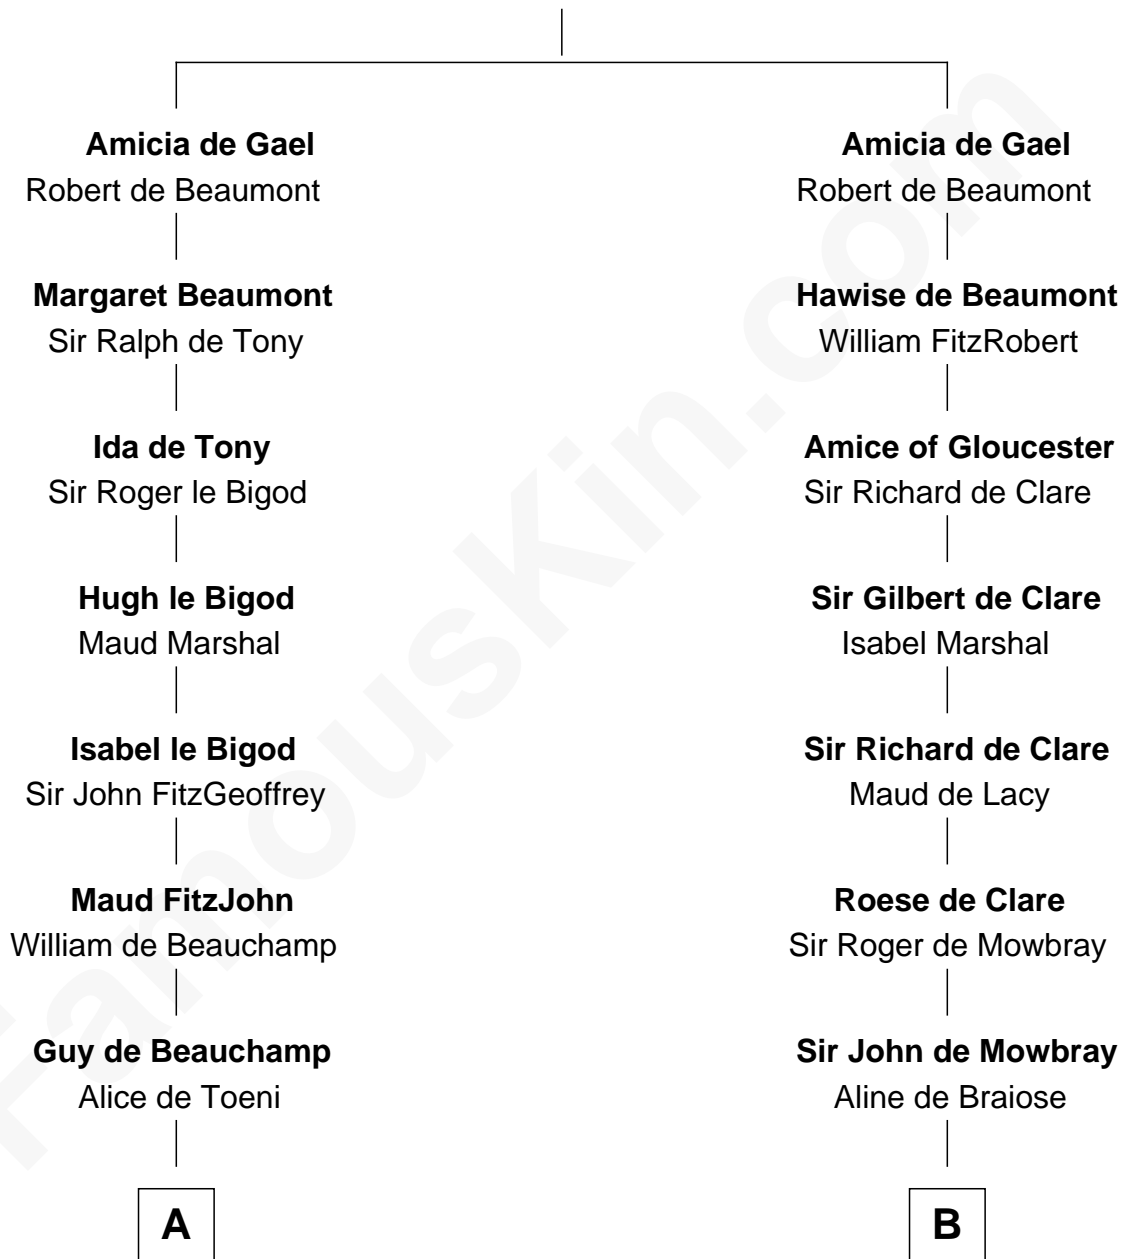 Amicia de Gael
Robert de Beaumont
Margaret Beaumont
Sir Ralph de Tony
Ida de Tony
Sir Roger le Bigod
Hugh le Bigod
Maud Marshal
Isabel le Bigod
Sir John FitzGeoffrey
Maud FitzJohn
William de Beauchamp
Guy de Beauchamp
Alice de Toeni
A
Amicia de Gael
Robert de Beaumont
Hawise de Beaumont
William FitzRobert
Amice of Gloucester
Sir Richard de Clare
Sir Gilbert de Clare
Isabel Marshal
Sir Richard de Clare
Maud de Lacy
Roese de Clare
Sir Roger de Mowbray
Sir John de Mowbray
Aline de Braiose
B
FamousKin.com